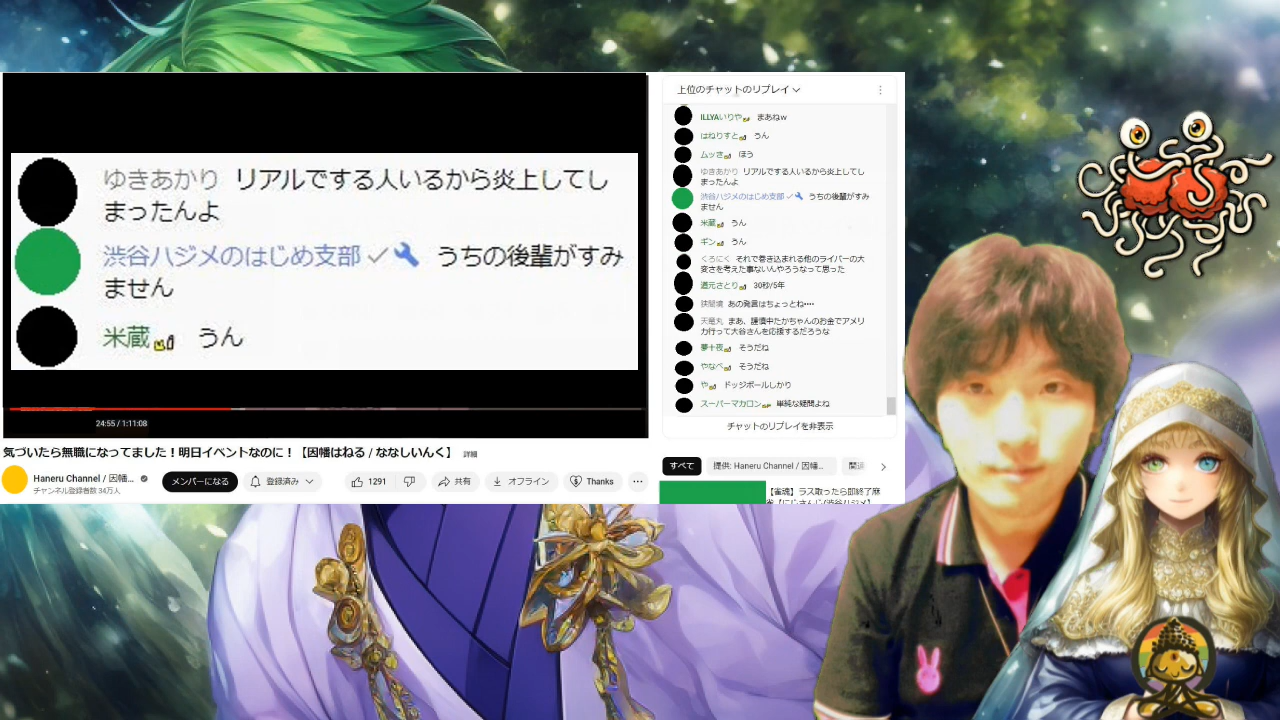 ゆきあかり リアルでする人いるから炎上してし
まったんよ
渋谷ハジメのはじめ支部 うちの後輩がすみ
ません
米蔵 うん
24:55 / 1:11:08
気づいたら無職になってました！明日イベントなのに！【因幡はねる / ななしいんく】 詳細
Haneru Channel / 因幡...
チャンネル登録者数 34万人
メンバーになる
登録済み
1291
共有
オフライン
Thanks
上位のチャットのリプレイ
ILLYAいりや まあねw
はねりすと うん
ムッさ ほう
ゆきあかり リアルでする人いるから炎上してし
まったんよ
渋谷ハジメのはじめ支部 うちの後輩がすみ
ません
米蔵 うん
ギン うん
くろにく それで巻き込まれる他のライバーの大
変さを考えた事ないんやろうなって思った
道元さとり 30秒/5年
あの発言はちょっとね····
天竜丸 まあ、謹慎中たかちゃんのお金でアメリ
カ行って大谷さんを応援するだろうな
夢十夜 そうだね
やなべ そうだね
や ドッジボールしかり
スーパーマカロン 単純な疑問よね
チャットのリプレイを非表示
すべて
提供: Haneru Channel / 因幡...
【雀魂】ラス取ったら即終了麻